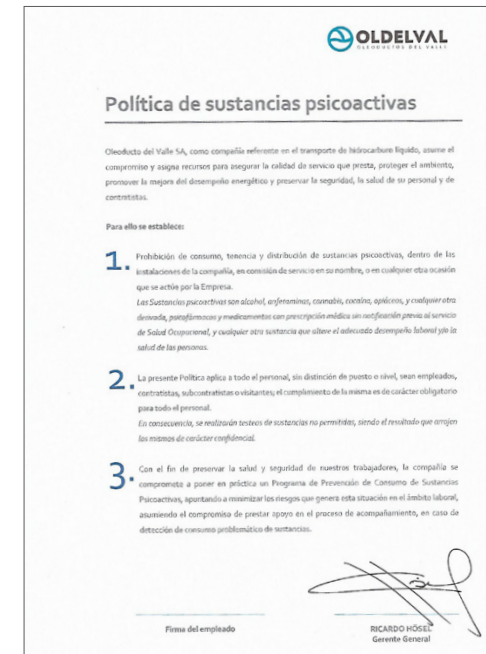 OLDELVAL
OLEODUCTOS DEL VALLE
Política de sustancias psicoactivas
Oleoducto del Valle SA, como compañía referente en el transporte de hidrocarburo líquido, asume el
compromiso y asigna recursos para asegurar la calidad de servicio que presta, proteger el ambiente,
promover la mejora del desempeño energético y preservar la seguridad, la salud de su personal y de
contratistas.
Para ello se establece:
1. Prohibición de consumo, tenencia y distribución de sustancias psicoactivas, dentro de las
instalaciones de la compañía, en comisión de servicio en su nombre, o en cualquier otra ocasión
que se actúe por la Empresa.
Las Sustancias psicoactivas son alcohol, anfetaminas, cannabis, cocaína, opiáceos, y cualquier otra
derivada, psicofármacos y medicamentos con prescripción médica sin notificación previa al servicio
de Salud Ocupacional, y cualquier otra sustancia que altere el adecuado desempeño laboral y/o la
salud de las personas.
2. La presente Política aplica a todo el personal, sin distinción de puesto o nivel, sean empleados,
contratistas, subcontratistas o visitantes; el cumplimiento de la misma es de carácter obligatorio
para todo el personal.
En consecuencia, se realizarán testeos de sustancias no permitidas, siendo el resultado que arrojen
los mismos de carácter confidencial.
3. Con el fin de preservar la salud y seguridad de nuestros trabajadores, la compañía se
compromete a poner en práctica un Programa de Prevención de Consumo de Sustancias
Psicoactivas, apuntando a minimizar los riesgos que genera esta situación en el ámbito laboral,
asumiendo el compromiso de prestar apoyo en el proceso de acompañamiento, en caso de
detección de consumo problemático de sustancias.
Firma del empleado
RICARDO HÖSEL
Gerente General